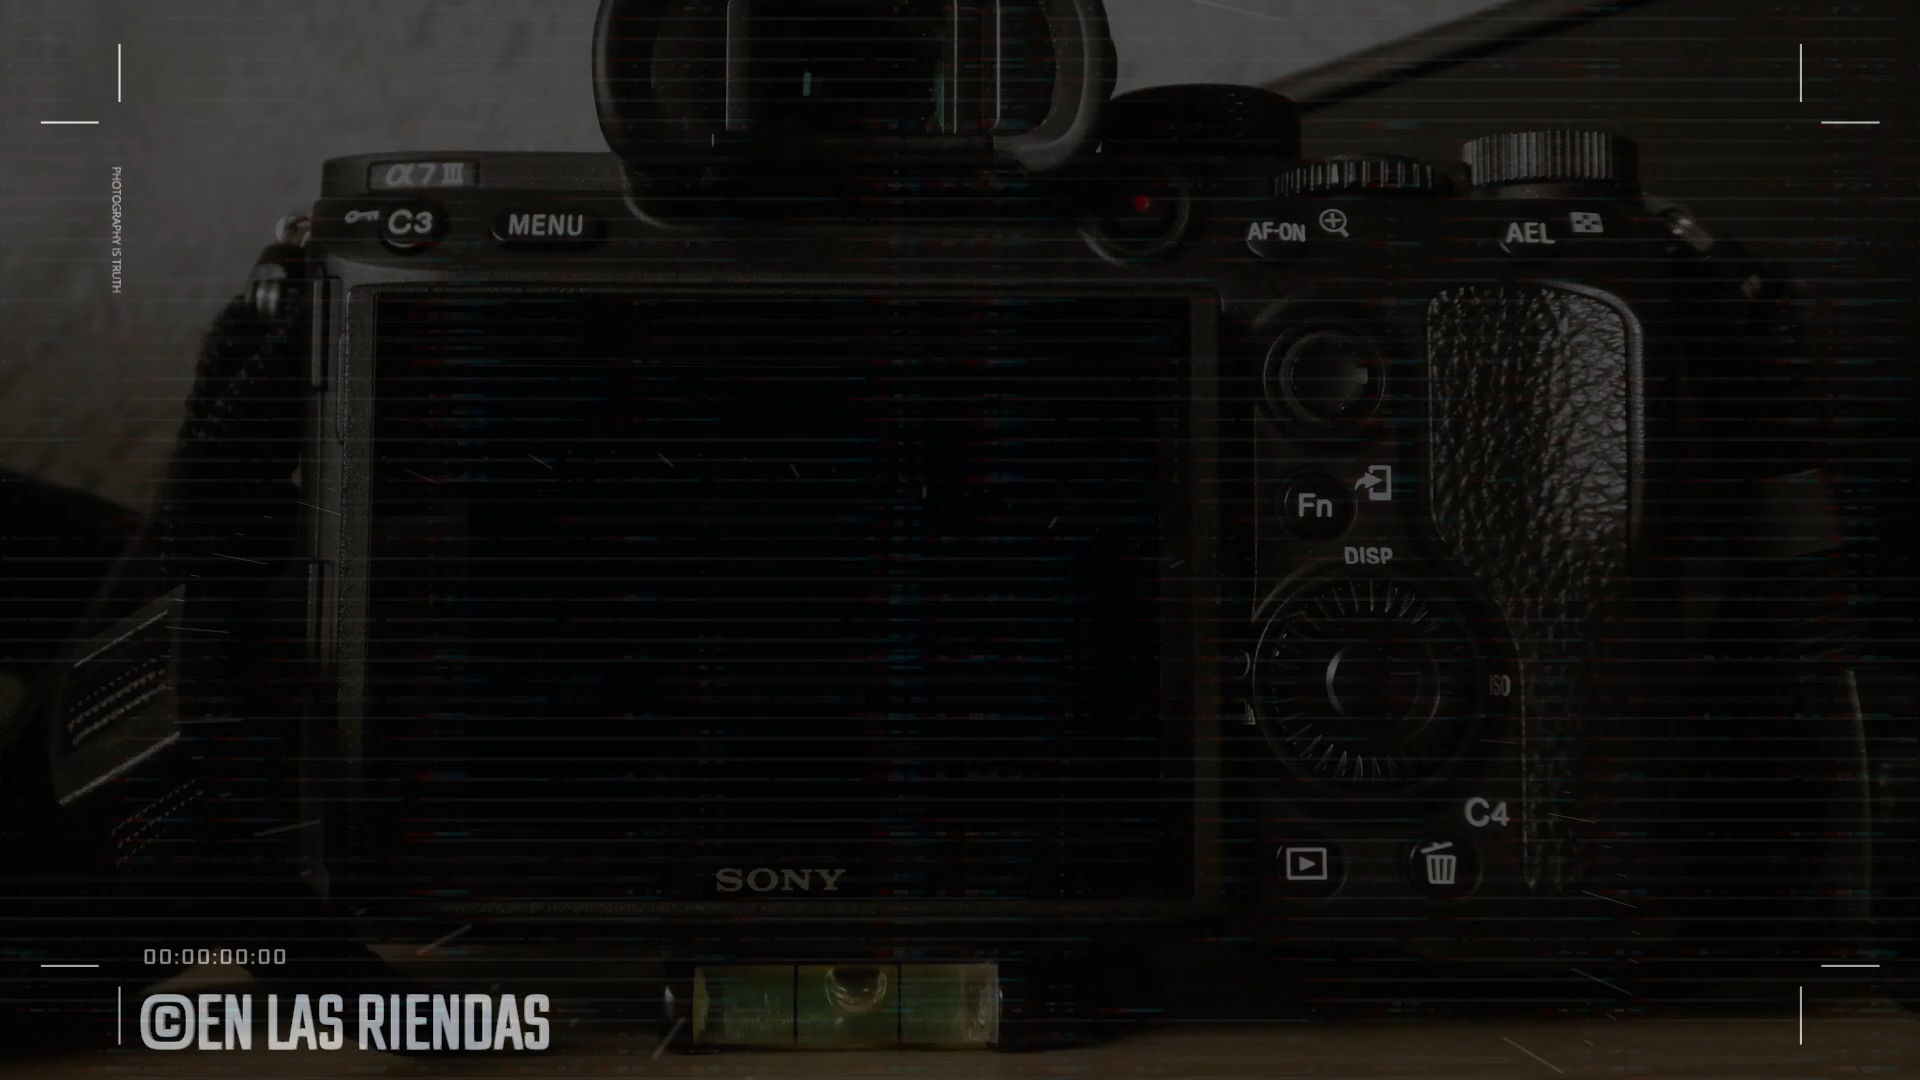 α7III
C3
MENU
AF-ON
AEL
PHOTOGRAPHY IS TRUTH
Fn
DISP
ISO
C4
SONY
00:00:00:00
©EN LAS RIENDAS